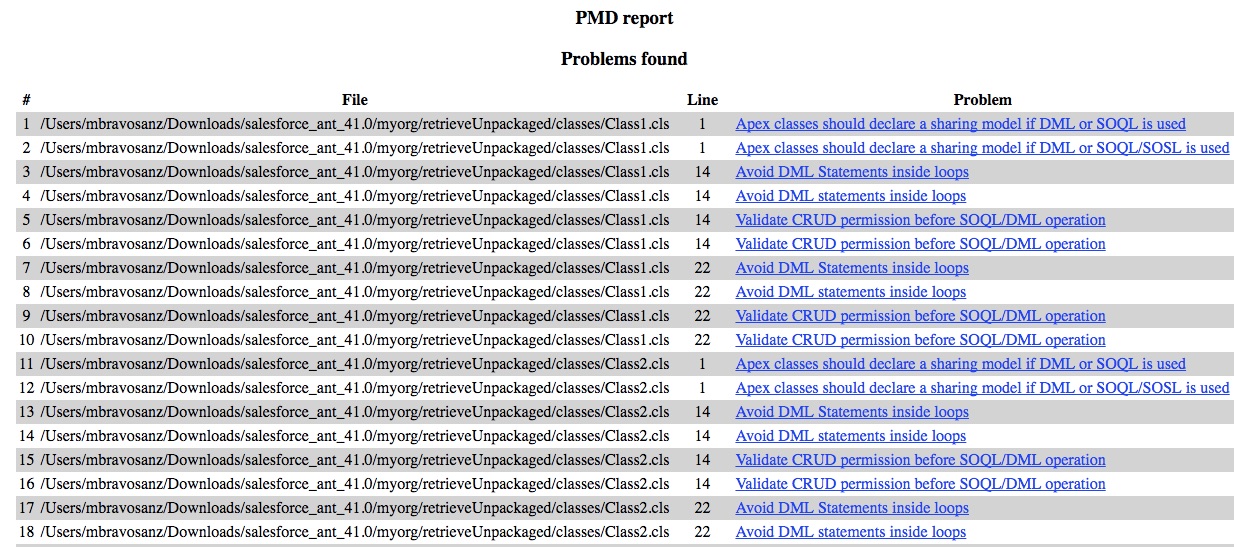 PMD report
Problems found
# File Line Problem
1 /Users/mbravosanz/Downloads/salesforce_ant_41.0/myorg/retrieveUnpackaged/classes/Class1.cls 1 Apex classes should declare a sharing model if DML or SOQL is used
2 /Users/mbravosanz/Downloads/salesforce_ant_41.0/myorg/retrieveUnpackaged/classes/Class1.cls 1 Apex classes should declare a sharing model if DML or SOQL/SOSL is used
3 /Users/mbravosanz/Downloads/salesforce_ant_41.0/myorg/retrieveUnpackaged/classes/Class1.cls 14 Avoid DML Statements inside loops
4 /Users/mbravosanz/Downloads/salesforce_ant_41.0/myorg/retrieveUnpackaged/classes/Class1.cls 14 Avoid DML statements inside loops
5 /Users/mbravosanz/Downloads/salesforce_ant_41.0/myorg/retrieveUnpackaged/classes/Class1.cls 14 Validate CRUD permission before SOQL/DML operation
6 /Users/mbravosanz/Downloads/salesforce_ant_41.0/myorg/retrieveUnpackaged/classes/Class1.cls 14 Validate CRUD permission before SOQL/DML operation
7 /Users/mbravosanz/Downloads/salesforce_ant_41.0/myorg/retrieveUnpackaged/classes/Class1.cls 22 Avoid DML Statements inside loops
8 /Users/mbravosanz/Downloads/salesforce_ant_41.0/myorg/retrieveUnpackaged/classes/Class1.cls 22 Avoid DML statements inside loops
9 /Users/mbravosanz/Downloads/salesforce_ant_41.0/myorg/retrieveUnpackaged/classes/Class1.cls 22 Validate CRUD permission before SOQL/DML operation
10 /Users/mbravosanz/Downloads/salesforce_ant_41.0/myorg/retrieveUnpackaged/classes/Class1.cls 22 Validate CRUD permission before SOQL/DML operation
11 /Users/mbravosanz/Downloads/salesforce_ant_41.0/myorg/retrieveUnpackaged/classes/Class2.cls 1 Apex classes should declare a sharing model if DML or SOQL is used
12 /Users/mbravosanz/Downloads/salesforce_ant_41.0/myorg/retrieveUnpackaged/classes/Class2.cls 1 Apex classes should declare a sharing model if DML or SOQL/SOSL is used
13 /Users/mbravosanz/Downloads/salesforce_ant_41.0/myorg/retrieveUnpackaged/classes/Class2.cls 14 Avoid DML Statements inside loops
14 /Users/mbravosanz/Downloads/salesforce_ant_41.0/myorg/retrieveUnpackaged/classes/Class2.cls 14 Avoid DML statements inside loops
15 /Users/mbravosanz/Downloads/salesforce_ant_41.0/myorg/retrieveUnpackaged/classes/Class2.cls 14 Validate CRUD permission before SOQL/DML operation
16 /Users/mbravosanz/Downloads/salesforce_ant_41.0/myorg/retrieveUnpackaged/classes/Class2.cls 14 Validate CRUD permission before SOQL/DML operation
17 /Users/mbravosanz/Downloads/salesforce_ant_41.0/myorg/retrieveUnpackaged/classes/Class2.cls 22 Avoid DML Statements inside loops
18 /Users/mbravosanz/Downloads/salesforce_ant_41.0/myorg/retrieveUnpackaged/classes/Class2.cls 22 Avoid DML statements inside loops